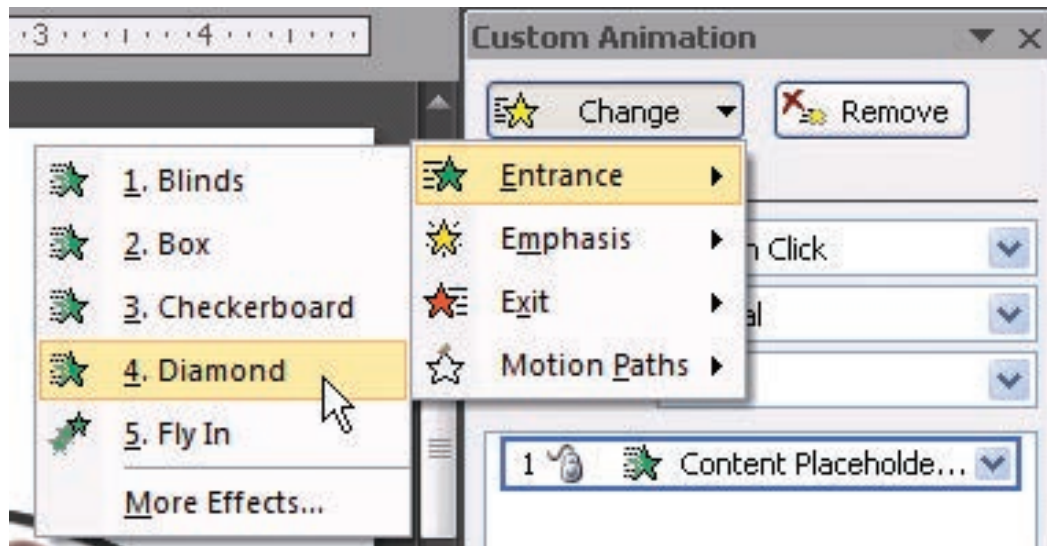 3 4
Custom Animation
Change
Remove
1. Blinds
2. Box
3. Checkerboard
4. Diamond
5. Fly In
More Effects...
Entrance
Emphasis
Exit
Motion Paths
Click
1 Content Placeholde...